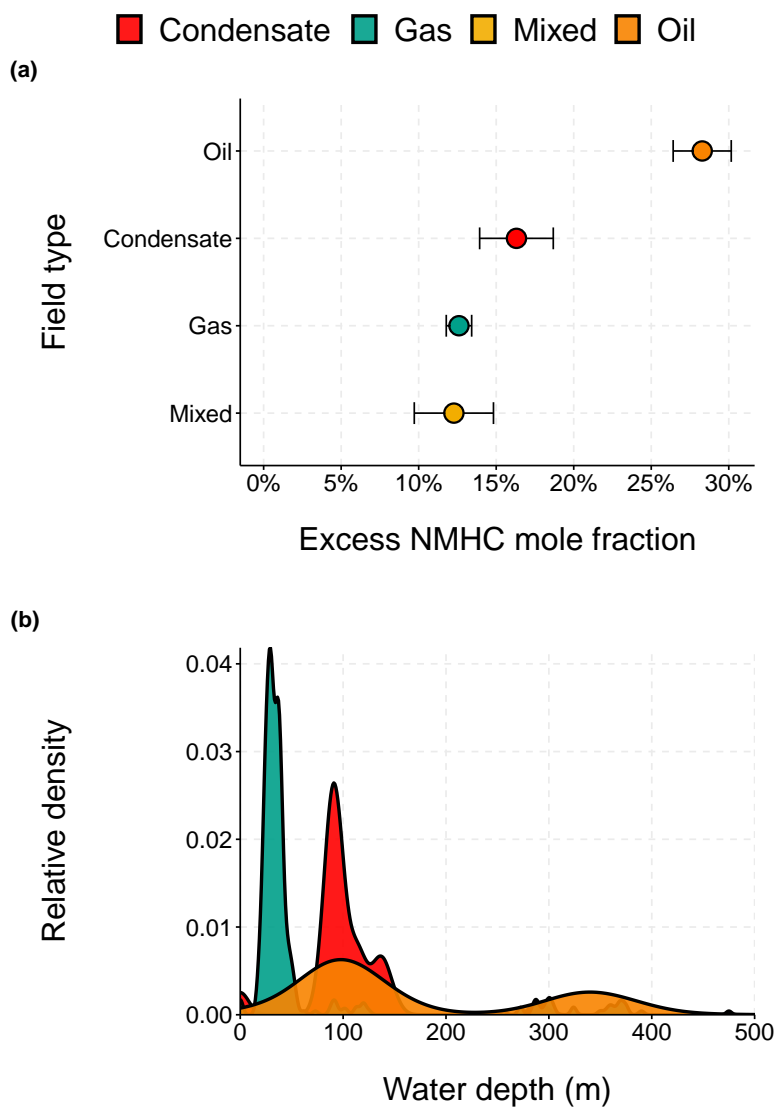 Condensate Gas Mixed Oil
(a)
Field type
Oil
Condensate
Gas
Mixed
0% 5% 10% 15% 20% 25% 30%
Excess NMHC mole fraction
(b)
Relative density
0.04
0.03
0.02
0.01
0.00
0 100 200 300 400 500
Water depth (m)